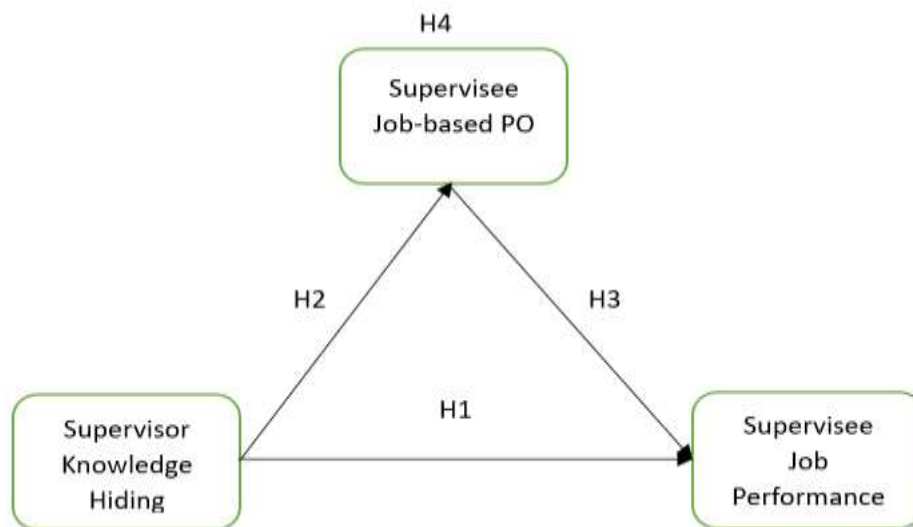 H4
Supervisee
Job-based PO
H2
H3
H1
Supervisor
Knowledge
Hiding
Supervisee
Job
Performance